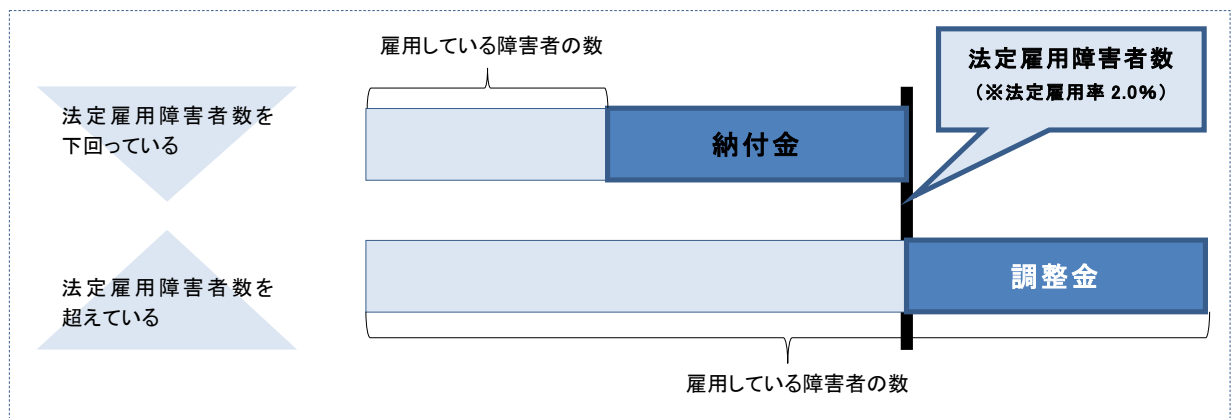 雇用している障害者の数
法定雇用障害者数
（※法定雇用率 2.0%）
法定雇用障害者数を
下回っている
納付金
法定雇用障害者数を
超えている
調整金
雇用している障害者の数